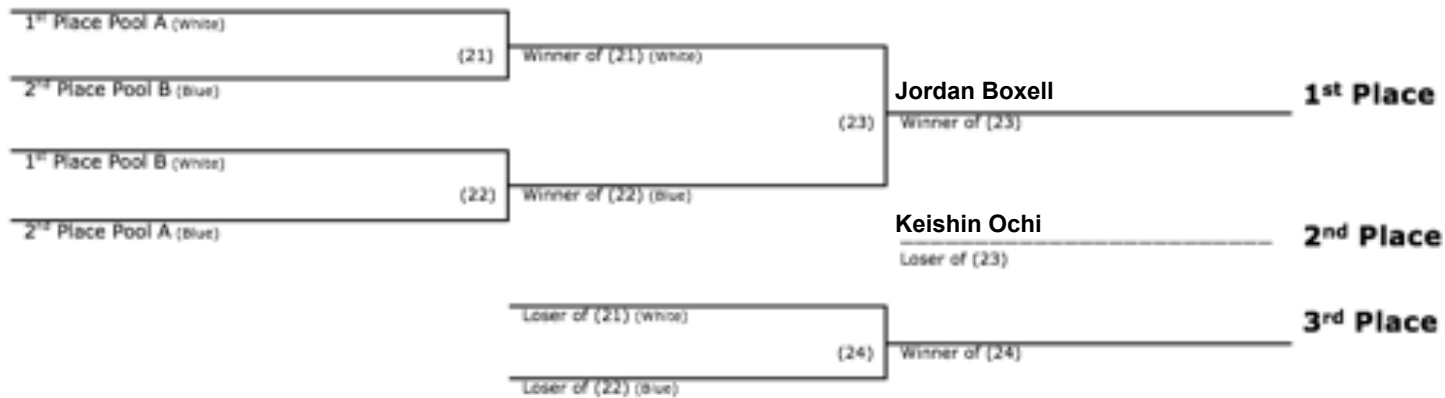 1st Place Pool A (White)
(21)
2nd Place Pool B (Blue)
Winner of (21) (White)
1st Place Pool B (White)
(22)
2nd Place Pool A (Blue)
Winner of (22) (Blue)
(23)
Jordan Boxell
Winner of (23)
1st Place
Keishin Ochi
Loser of (23)
2nd Place
Loser of (21) (White)
(24)
Loser of (22) (Blue)
Winner of (24)
3rd Place